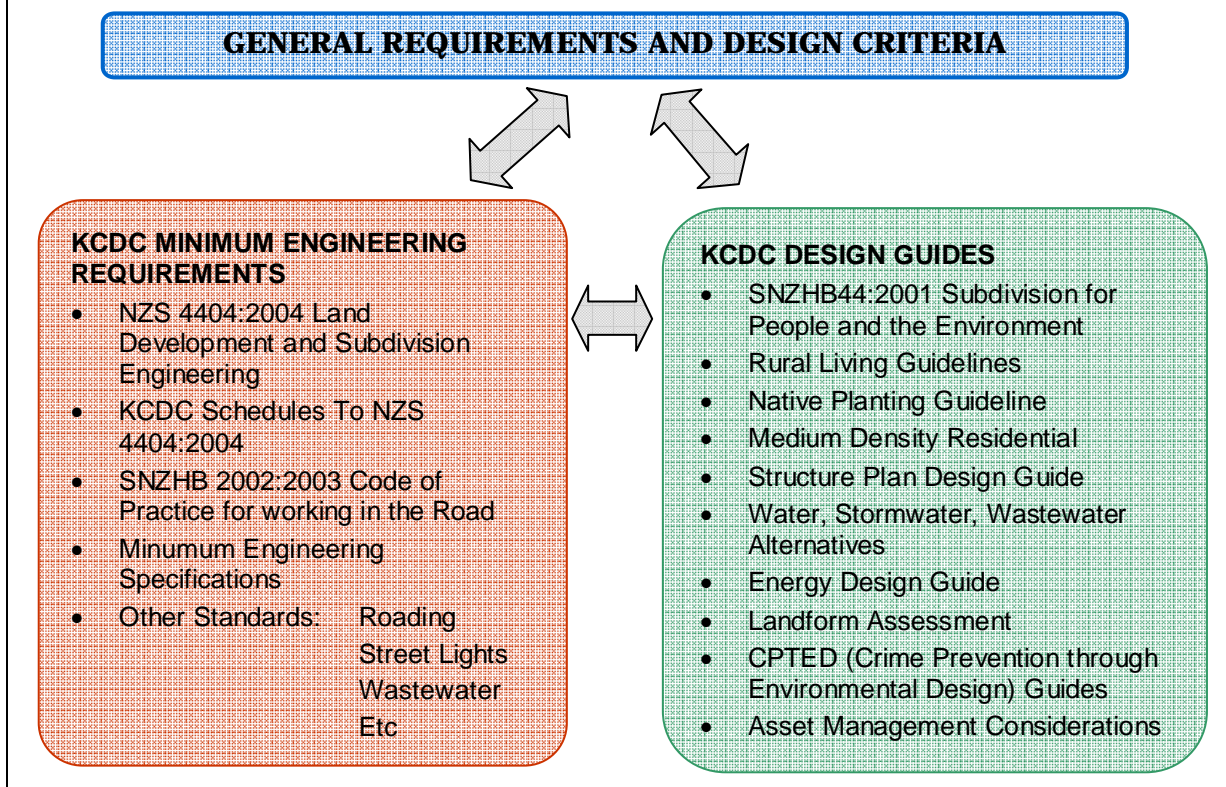 GENERAL REQUIREMENTS AND DESIGN CRITERIA
KCDC MINIMUM ENGINEERING
REQUIREMENTS
• NZS 4404:2004 Land
Development and Subdivision
Engineering
• KCDC Schedules To NZS
4404:2004
• SNZHB 2002:2003 Code of
Practice for working in the Road
• Minumum Engineering
Specifications
• Other Standards: Roading
Street Lights
Wastewater
Etc
KCDC DESIGN GUIDES
• SNZHB44:2001 Subdivision for
People and the Environment
• Rural Living Guidelines
• Native Planting Guideline
• Medium Density Residential
• Structure Plan Design Guide
• Water, Stormwater, Wastewater
Alternatives
• Energy Design Guide
• Landform Assessment
• CPTED (Crime Prevention through
Environmental Design) Guides
• Asset Management Considerations